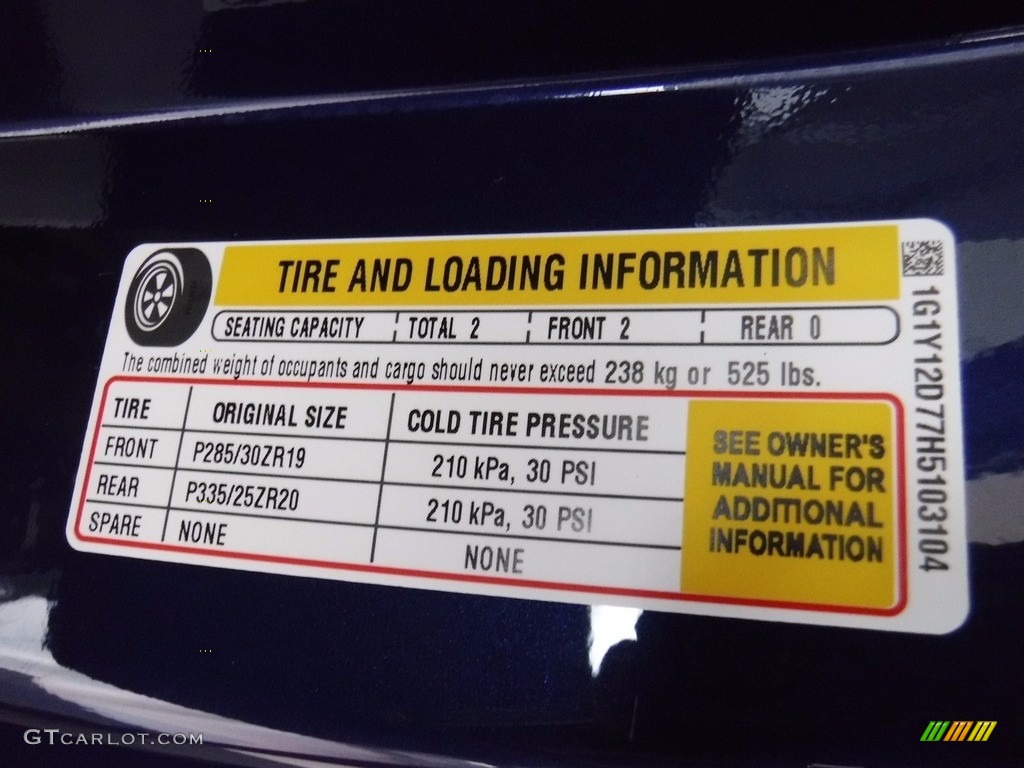 TIRE AND LOADING INFORMATION
SEATING CAPACITY TOTAL 2 FRONT 2 REAR 0
The combined weight of occupants and cargo should never exceed 238 kg or 525 lbs.
TIRE ORIGINAL SIZE COLD TIRE PRESSURE
FRONT P285/30ZR19 210 kPa, 30 PSI
REAR P335/25ZR20 210 kPa, 30 PSI
SPARE NONE NONE
SEE OWNER'S
MANUAL FOR
ADDITIONAL
INFORMATION
1G1Y12D77H5103104
GTCARLOT.COM